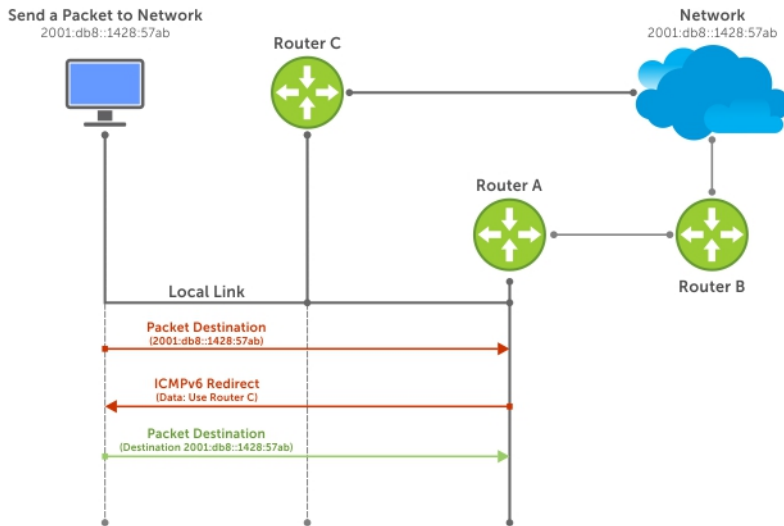 Send a Packet to Network
2001:db8::1428:57ab
Router C
Network
2001:db8::1428:57ab
Router A
Router B
Local Link
Packet Destination
(2001:db8::1428:57ab)
ICMPv6 Redirect
(Data: Use Router C)
Packet Destination
(Destination 2001:db8::1428:57ab)